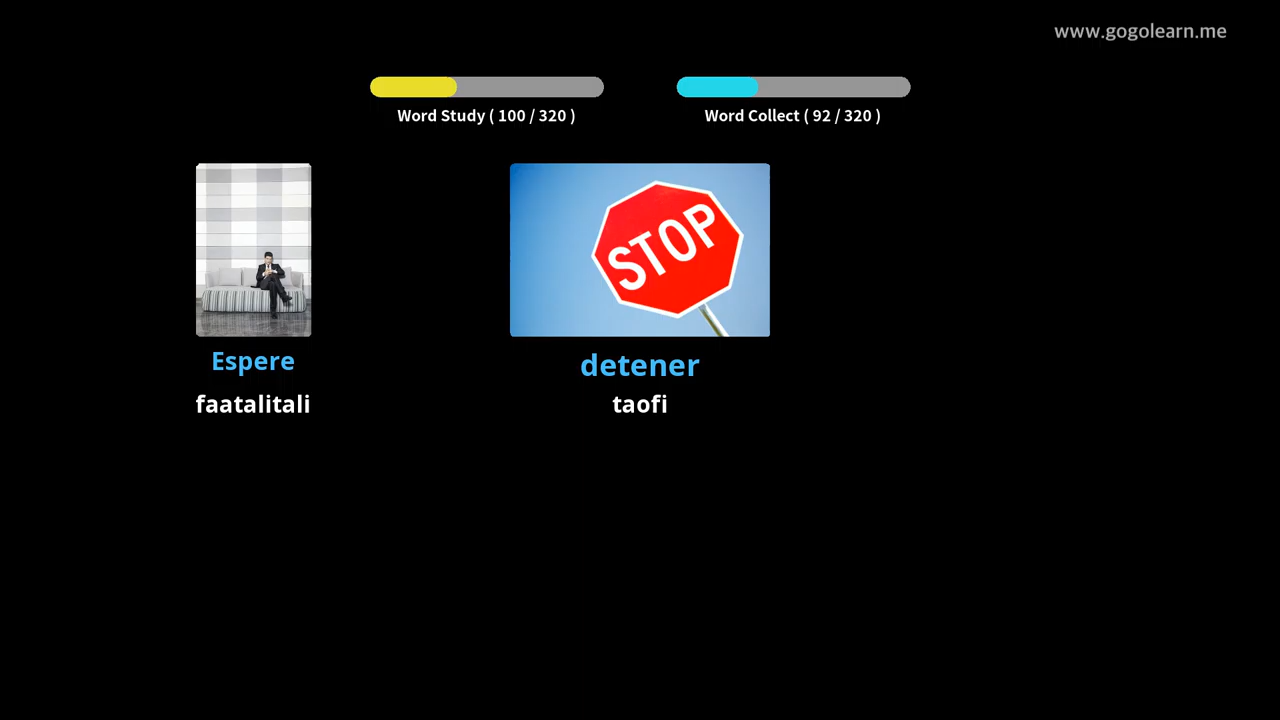 www.gogolearn.me
Word Study ( 100 / 320 )
Word Collect ( 92 / 320 )
STOP
Espere
detener
faatalitali
taofi